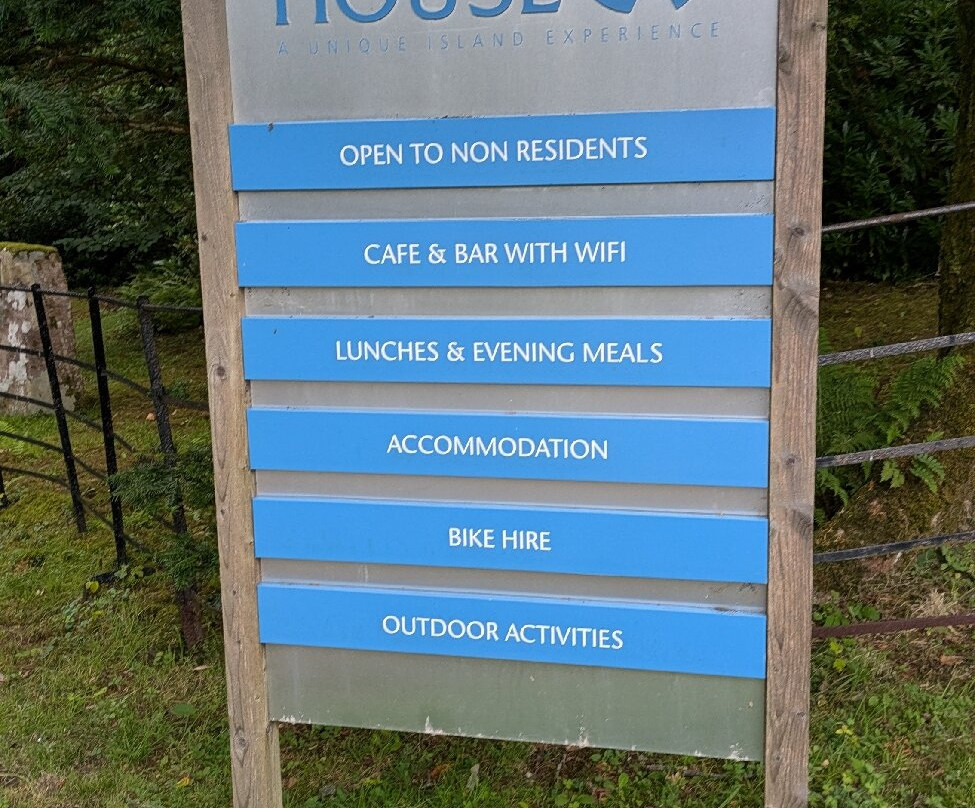 HOUSE
A UNIQUE ISLAND EXPERIENCE
OPEN TO NON RESIDENTS
CAFE & BAR WITH WIFI
LUNCHES & EVENING MEALS
ACCOMMODATION
BIKE HIRE
OUTDOOR ACTIVITIES